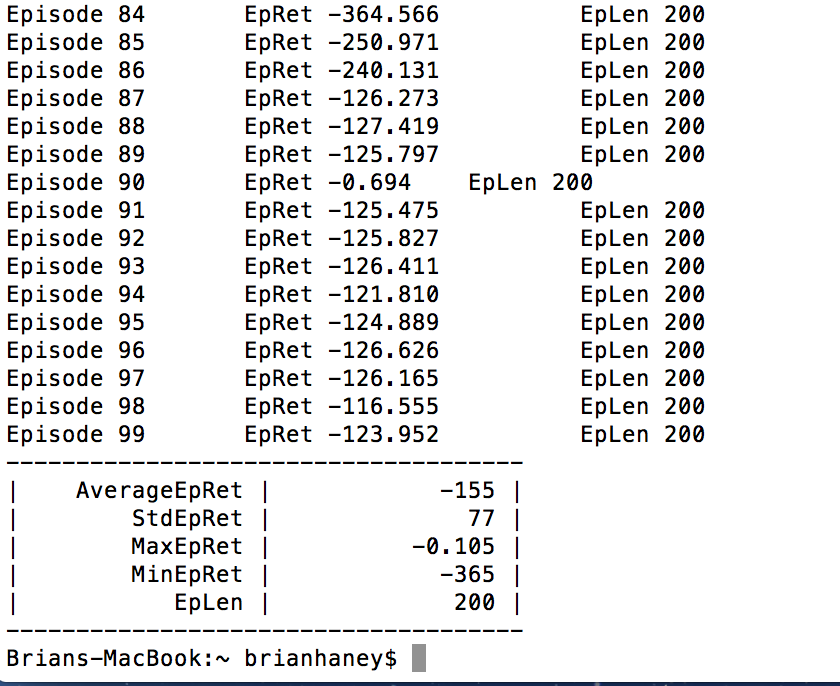 Episode 84 EpRet -364.566 EpLen 200
Episode 85 EpRet -250.971 EpLen 200
Episode 86 EpRet -240.131 EpLen 200
Episode 87 EpRet -126.273 EpLen 200
Episode 88 EpRet -127.419 EpLen 200
Episode 89 EpRet -125.797 EpLen 200
Episode 90 EpRet -0.694 EpLen 200
Episode 91 EpRet -125.475 EpLen 200
Episode 92 EpRet -125.827 EpLen 200
Episode 93 EpRet -126.411 EpLen 200
Episode 94 EpRet -121.810 EpLen 200
Episode 95 EpRet -124.889 EpLen 200
Episode 96 EpRet -126.626 EpLen 200
Episode 97 EpRet -126.165 EpLen 200
Episode 98 EpRet -116.555 EpLen 200
Episode 99 EpRet -123.952 EpLen 200
-------------------------------------
| AverageEpRet | -155 |
| StdEpRet | 77 |
| MaxEpRet | -0.105 |
| MinEpRet | -365 |
| EpLen | 200 |
-------------------------------------
Brians-MacBook:~ brianhaney$